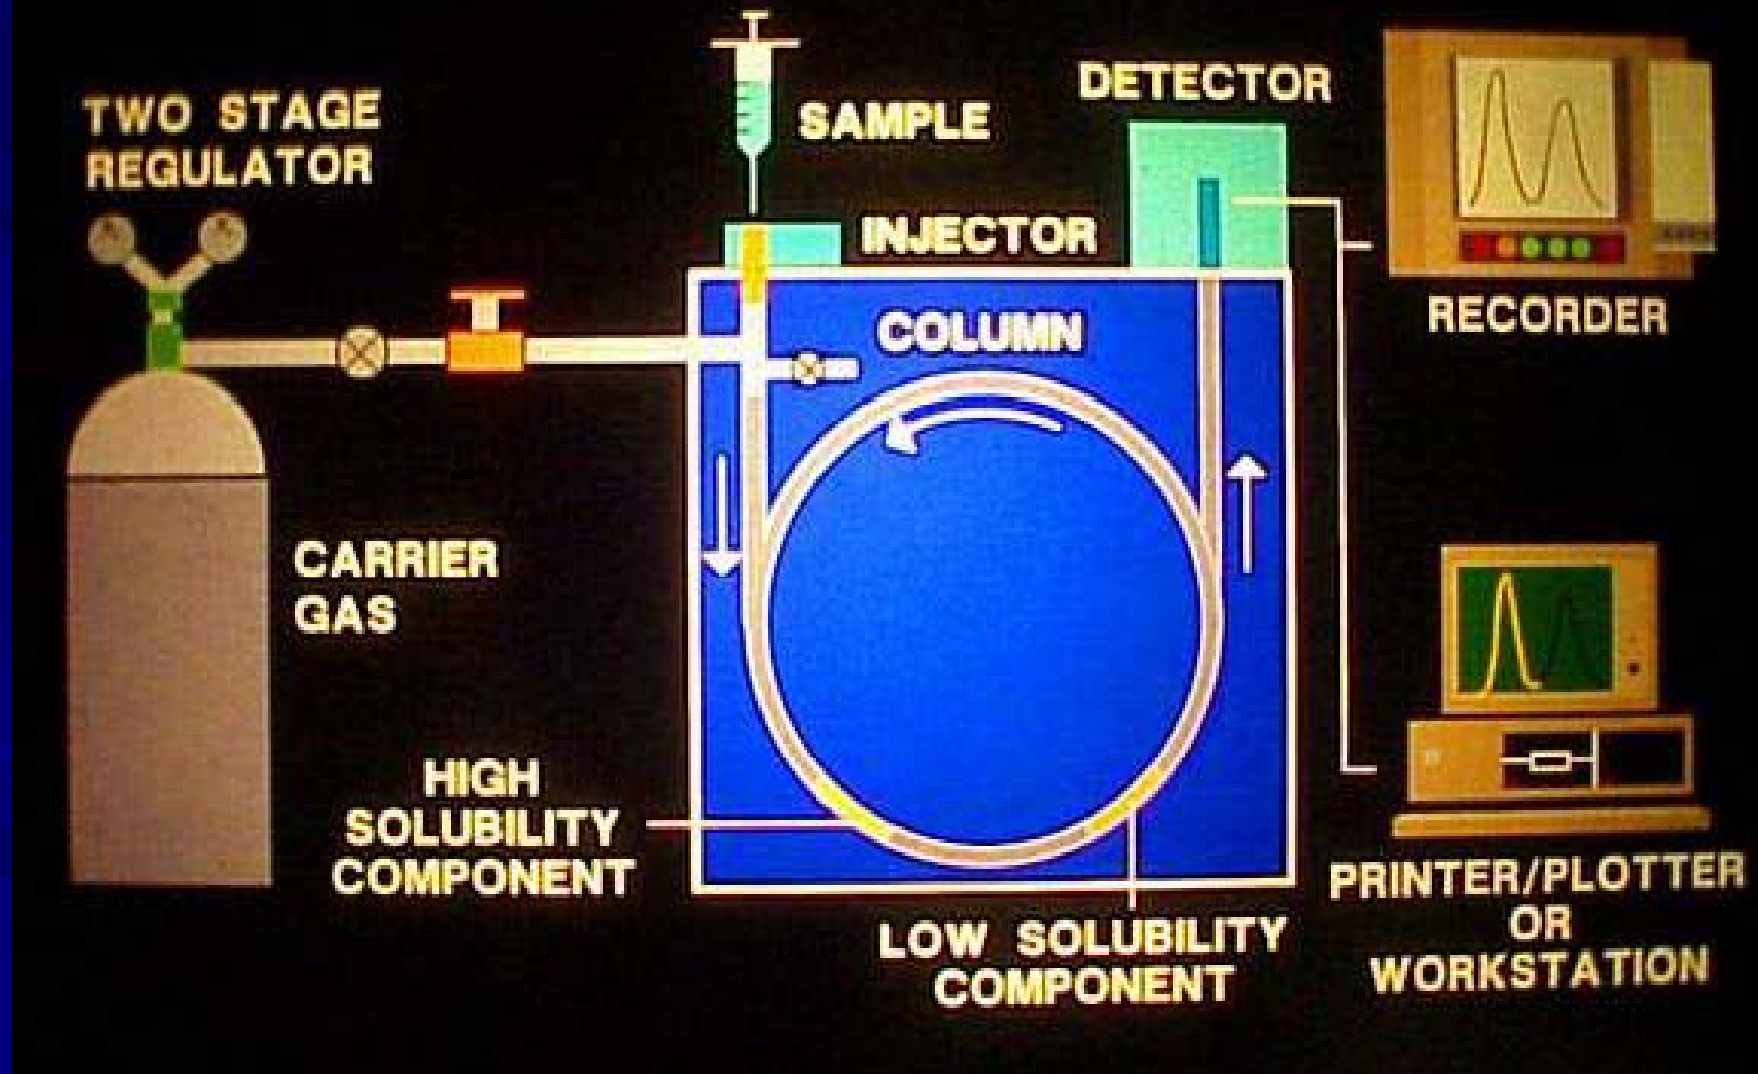 TWO STAGE
REGULATOR
SAMPLE
DETECTOR
INJECTOR
RECORDER
COLUMN
CARRIER
GAS
HIGH
SOLUBILITY
COMPONENT
LOW SOLUBILITY
COMPONENT
PRINTER/PLOTTER
OR
WORKSTATION